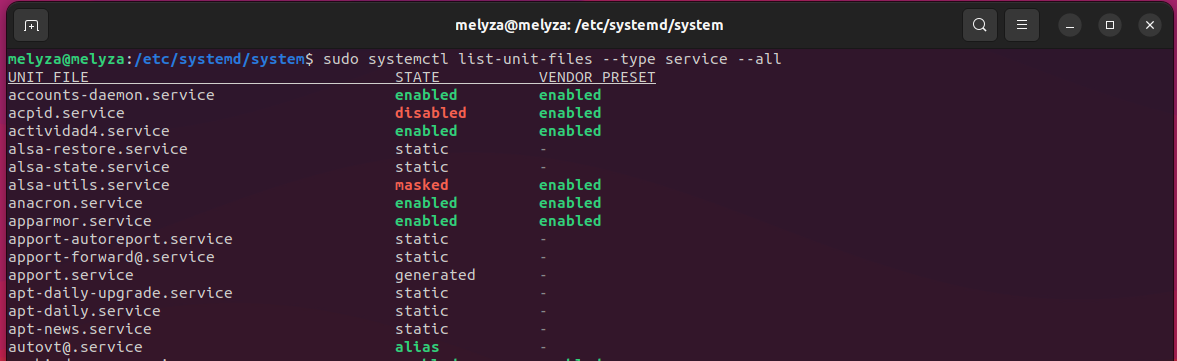 melyza@melyza: /etc/systemd/system
melyza@melyza:/etc/systemd/system$ sudo systemctl list-unit-files --type service --all
UNIT FILE STATE VENDOR PRESET
accounts-daemon.service enabled enabled
acpid.service disabled enabled
actividad4.service enabled enabled
alsa-restore.service static -
alsa-state.service static -
alsa-utils.service masked enabled
anacron.service enabled enabled
apparmor.service enabled enabled
apport-autoreport.service static -
apport-forward@.service static -
apport.service generated -
apt-daily-upgrade.service static -
apt-daily.service static -
apt-news.service static -
autovt@.service alias -